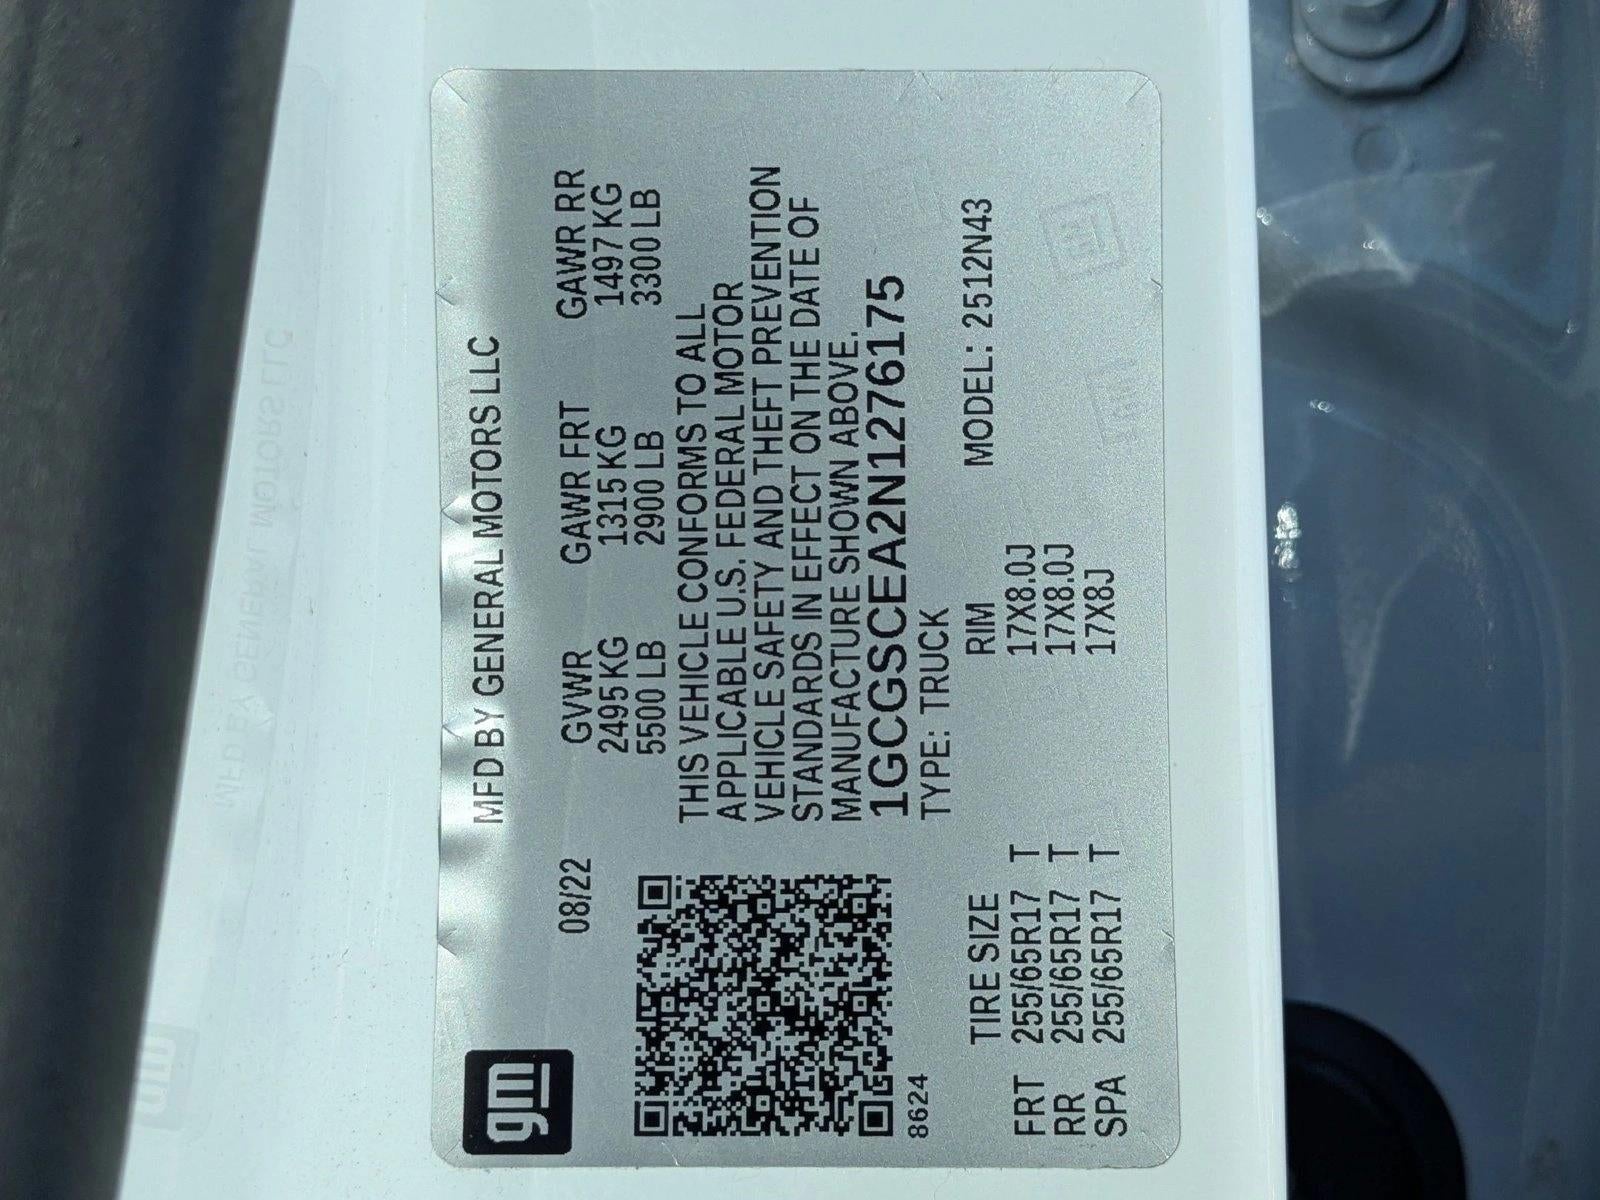 gm
MFD BY GENERAL MOTORS LLC
08/22
GVWR GAWR FRT GAWR RR
2495 KG 1315 KG 1497 KG
5500 LB 2900 LB 3300 LB
THIS VEHICLE CONFORMS TO ALL
APPLICABLE U.S. FEDERAL MOTOR
VEHICLE SAFETY AND THEFT PREVENTION
STANDARDS IN EFFECT ON THE DATE OF
MANUFACTURE SHOWN ABOVE.
1GCGSCEA2N1276175
8624
TYPE: TRUCK
TIRE SIZE RIM MODEL: 2512N43
FRT 255/65R17 T 17X8.0J
RR 255/65R17 T 17X8.0J
SPA 255/65R17 T 17X8J